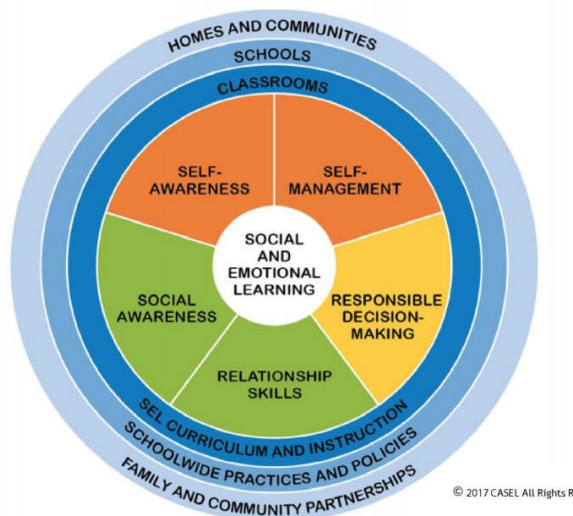 HOMES AND COMMUNITIES
SCHOOLS
CLASSROOMS
SELF-
AWARENESS
SELF-
MANAGEMENT
SOCIAL
AND
EMOTIONAL
LEARNING
SOCIAL
AWARENESS
RESPONSIBLE
DECISION-
MAKING
RELATIONSHIP
SKILLS
SEL CURRICULUM AND INSTRUCTION
SCHOOLWIDE PRACTICES AND POLICIES
FAMILY AND COMMUNITY PARTNERSHIPS
© 2017 CASEL All Rights R